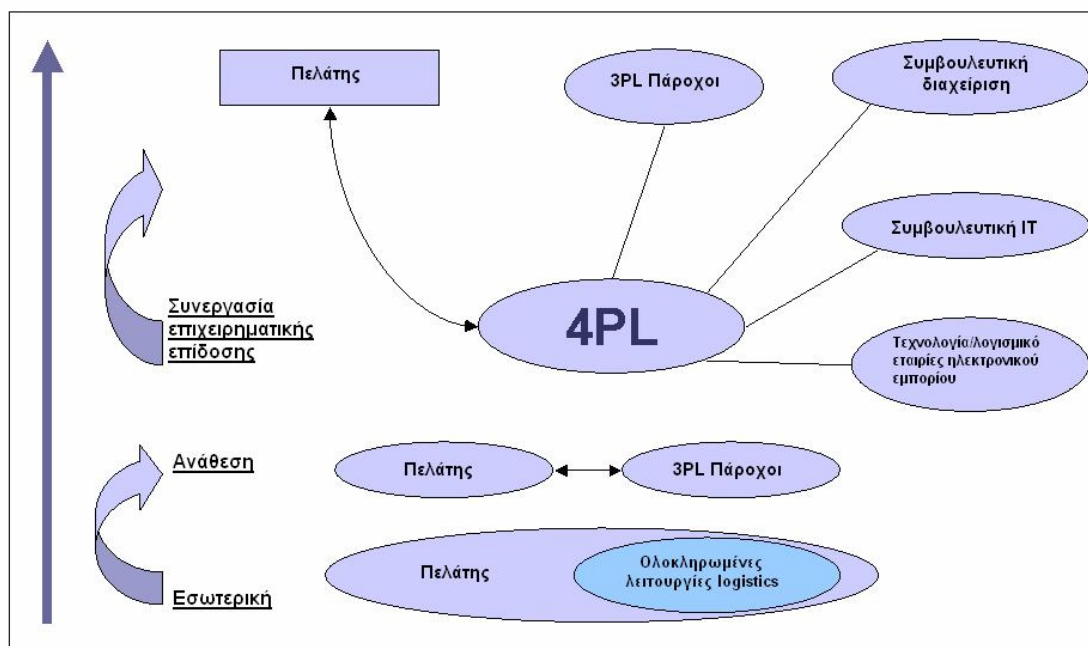 Πελάτης
3PL Πάροχοι
Συμβουλευτική
διαχείριση
Συμβουλευτική IT
4PL
Συνεργασία
επιχειρηματικής
επίδοσης
Τεχνολογία/λογισμικό
εταιρίες ηλεκτρονικού
εμπορίου
Ανάθεση
Πελάτης
3PL Πάροχοι
Πελάτης
Ολοκληρωμένες
λειτουργίες logistics
Εσωτερική